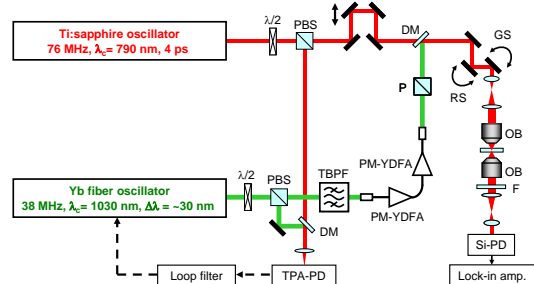 Ti:sapphire oscillator
76 MHz, λc= 790 nm, 4 ps
λ/2
PBS
DM
GS
RS
P
OB
OB
F
Si-PD
Lock-in amp.
Yb fiber oscillator
38 MHz, λc= 1030 nm, Δλ = ~30 nm
λ/2
PBS
TBPF
PM-YDFA
PM-YDFA
DM
TPA-PD
Loop filter